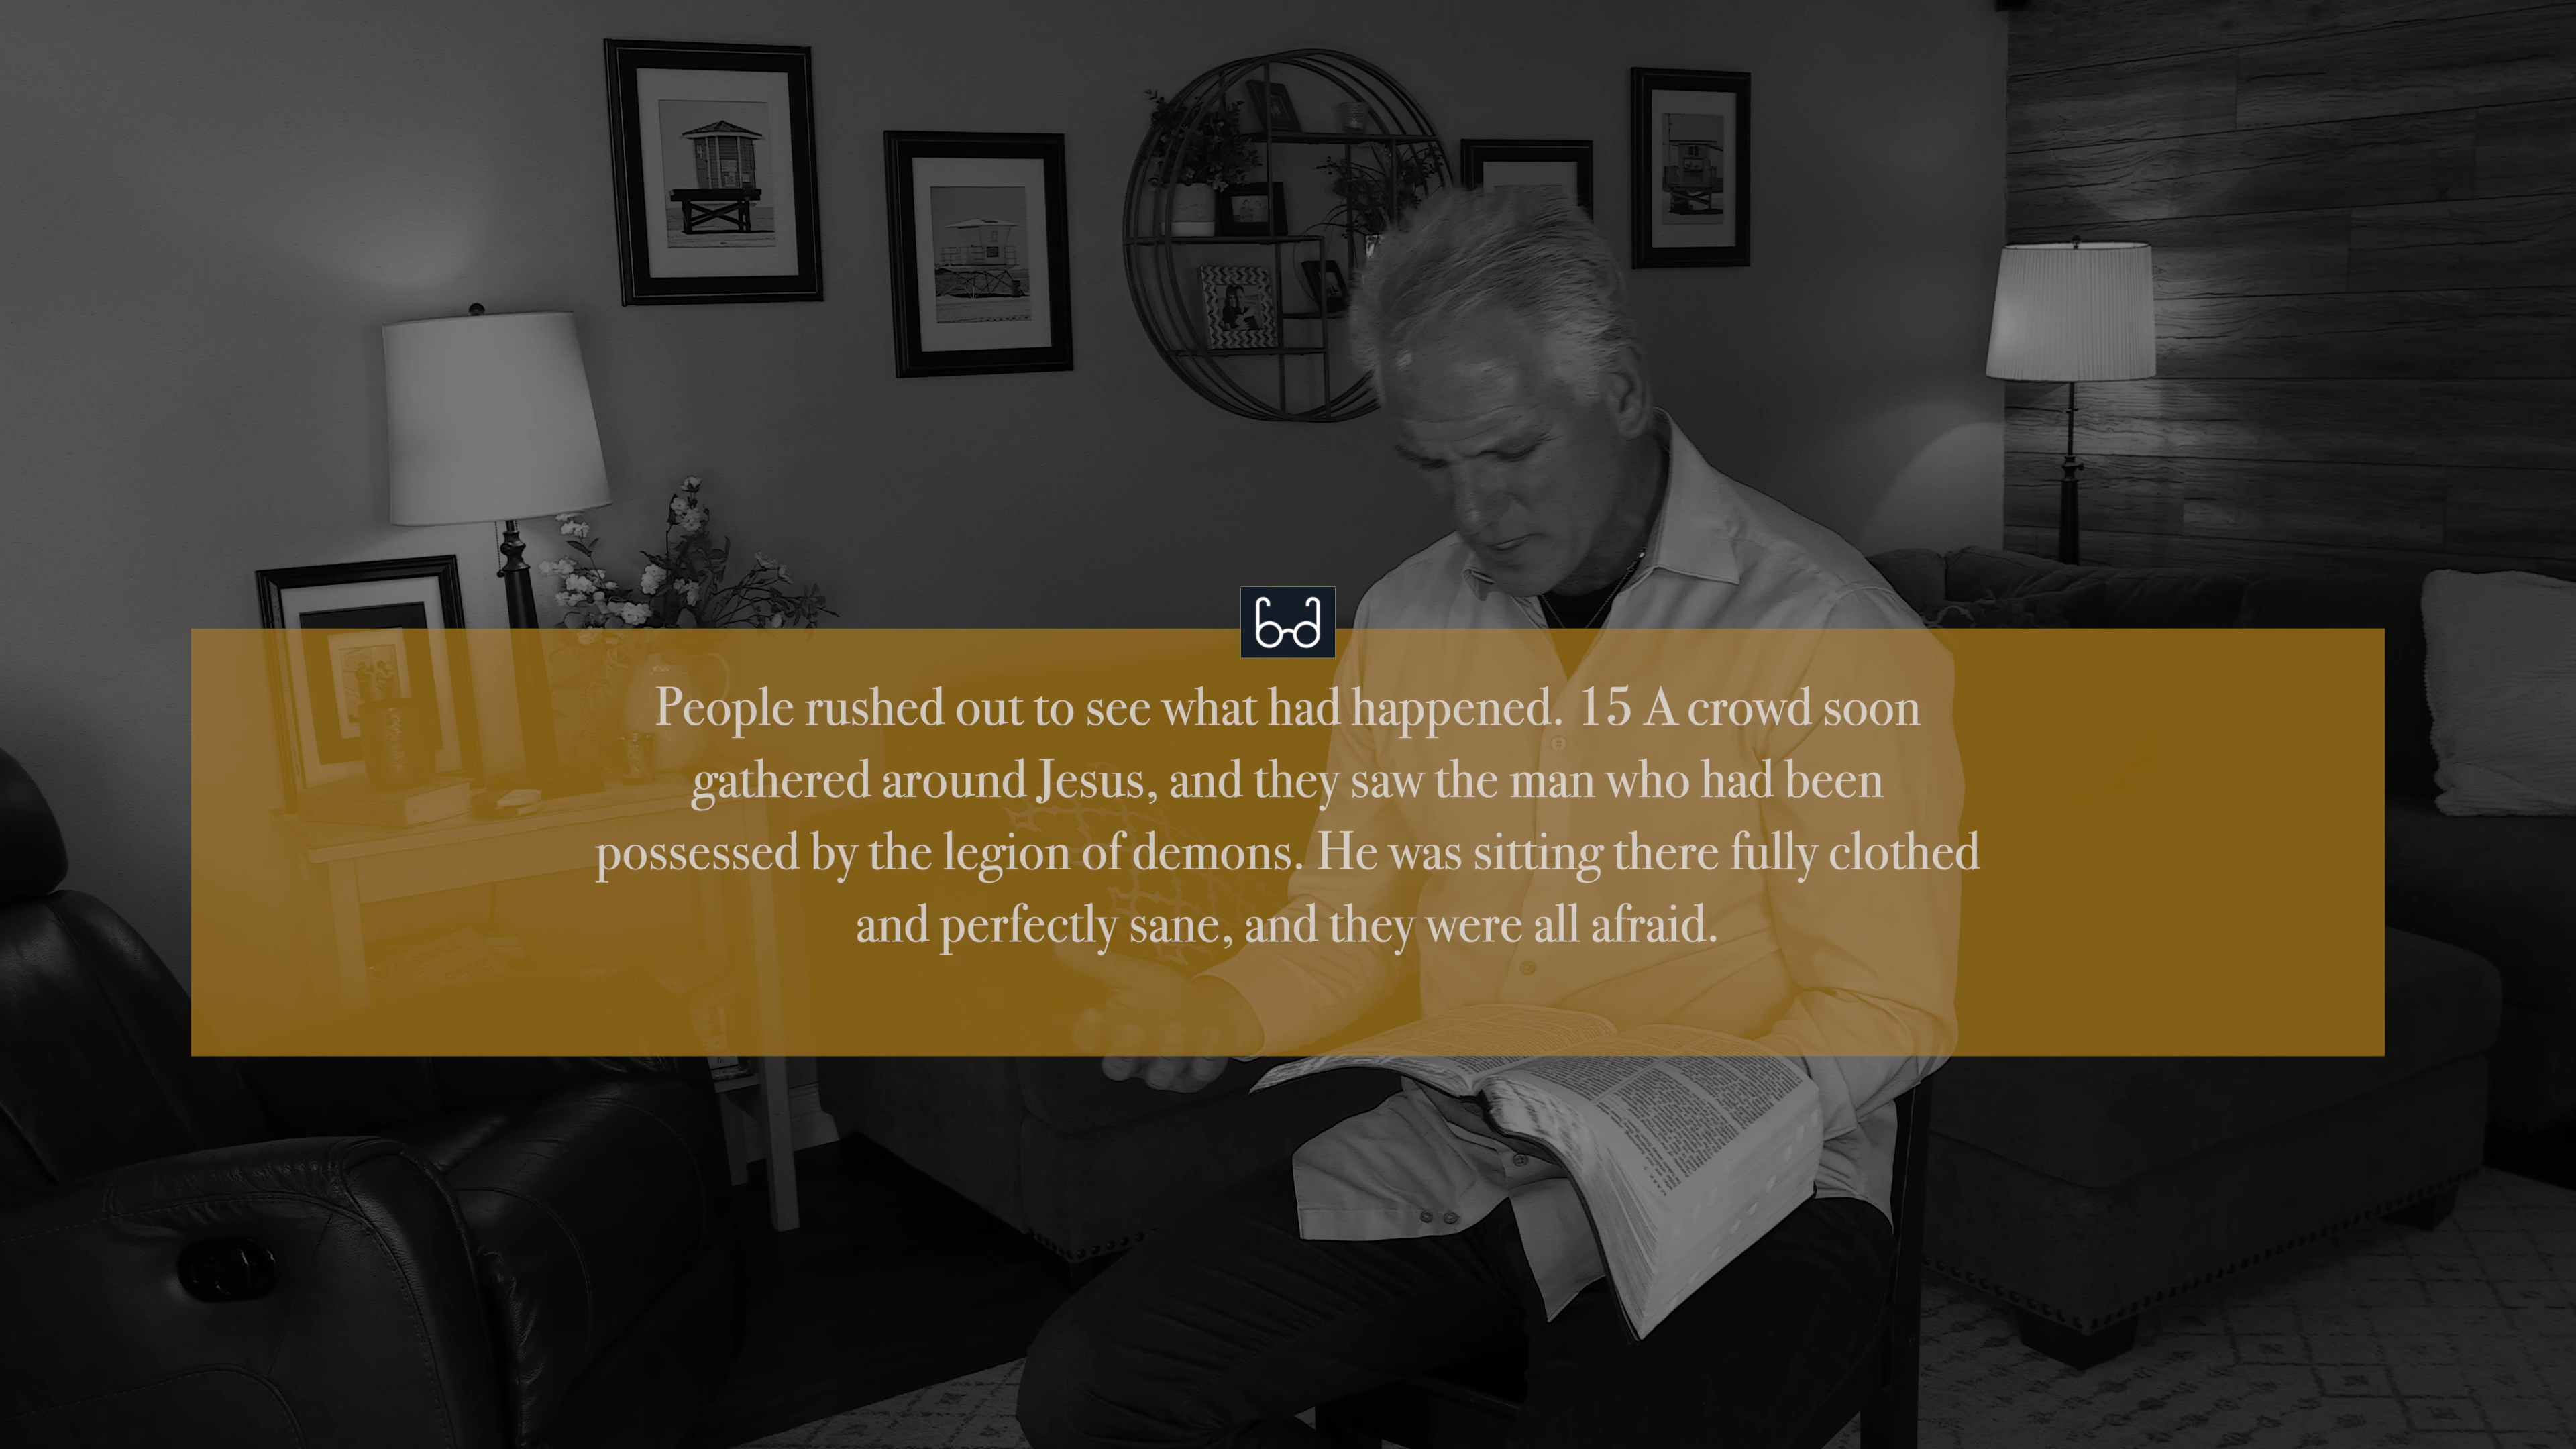 People rushed out to see what had happened. 15 A crowd soon
gathered around Jesus, and they saw the man who had been
possessed by the legion of demons. He was sitting there fully clothed
and perfectly sane, and they were all afraid.